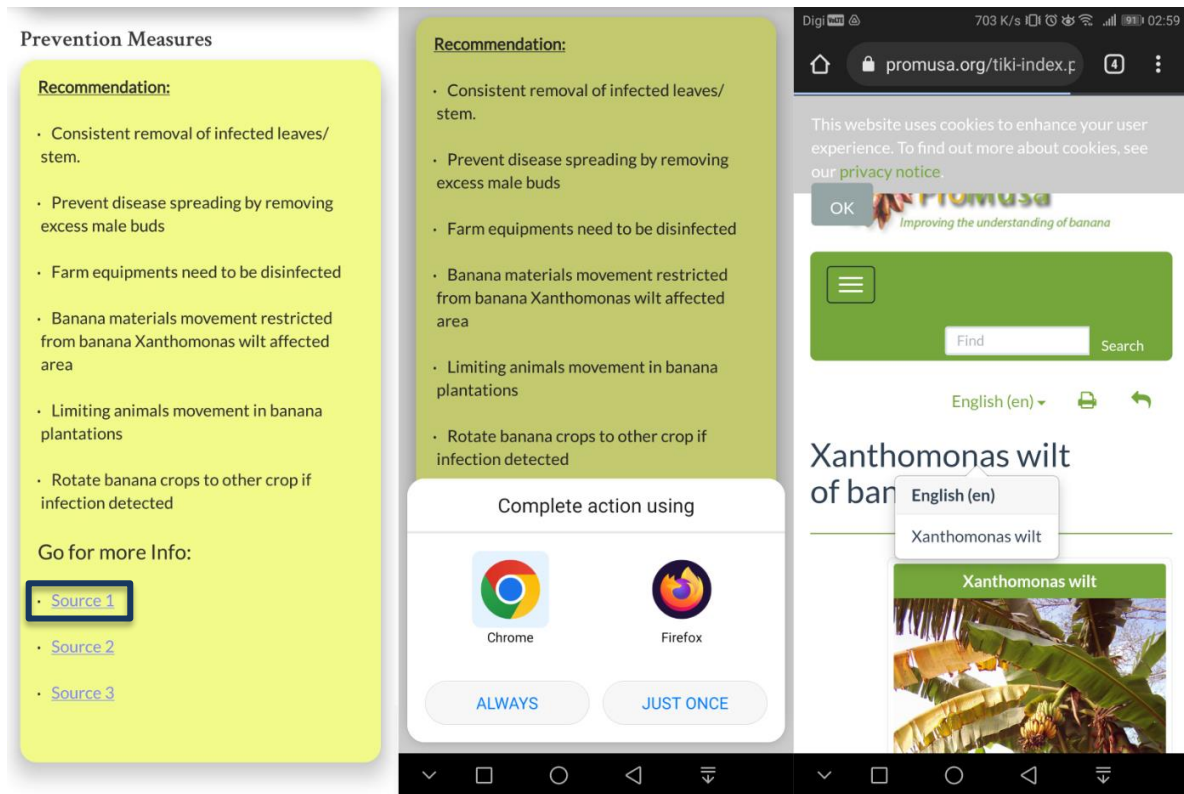 Prevention Measures
Recommendation:
· Consistent removal of infected leaves/
stem.
· Prevent disease spreading by removing
excess male buds
· Farm equipments need to be disinfected
· Banana materials movement restricted
from banana Xanthomonas wilt affected
area
· Limiting animals movement in banana
plantations
· Rotate banana crops to other crop if
infection detected
Go for more Info:
· Source 1
· Source 2
· Source 3
Recommendation:
· Consistent removal of infected leaves/
stem.
· Prevent disease spreading by removing
excess male buds
· Farm equipments need to be disinfected
· Banana materials movement restricted
from banana Xanthomonas wilt affected
area
· Limiting animals movement in banana
plantations
· Rotate banana crops to other crop if
infection detected
Complete action using
Chrome
Firefox
ALWAYS
JUST ONCE
Digi 703 K/s 91 02:59
promusa.org/tiki-index.p 4
This website uses cookies to enhance your user
experience. To find out more about cookies, see
our privacy notice.
OK
ProMusa
Improving the understanding of banana
Find
Search
English (en)
Xanthomonas wilt
of ban
English (en)
Xanthomonas wilt
Xanthomonas wilt